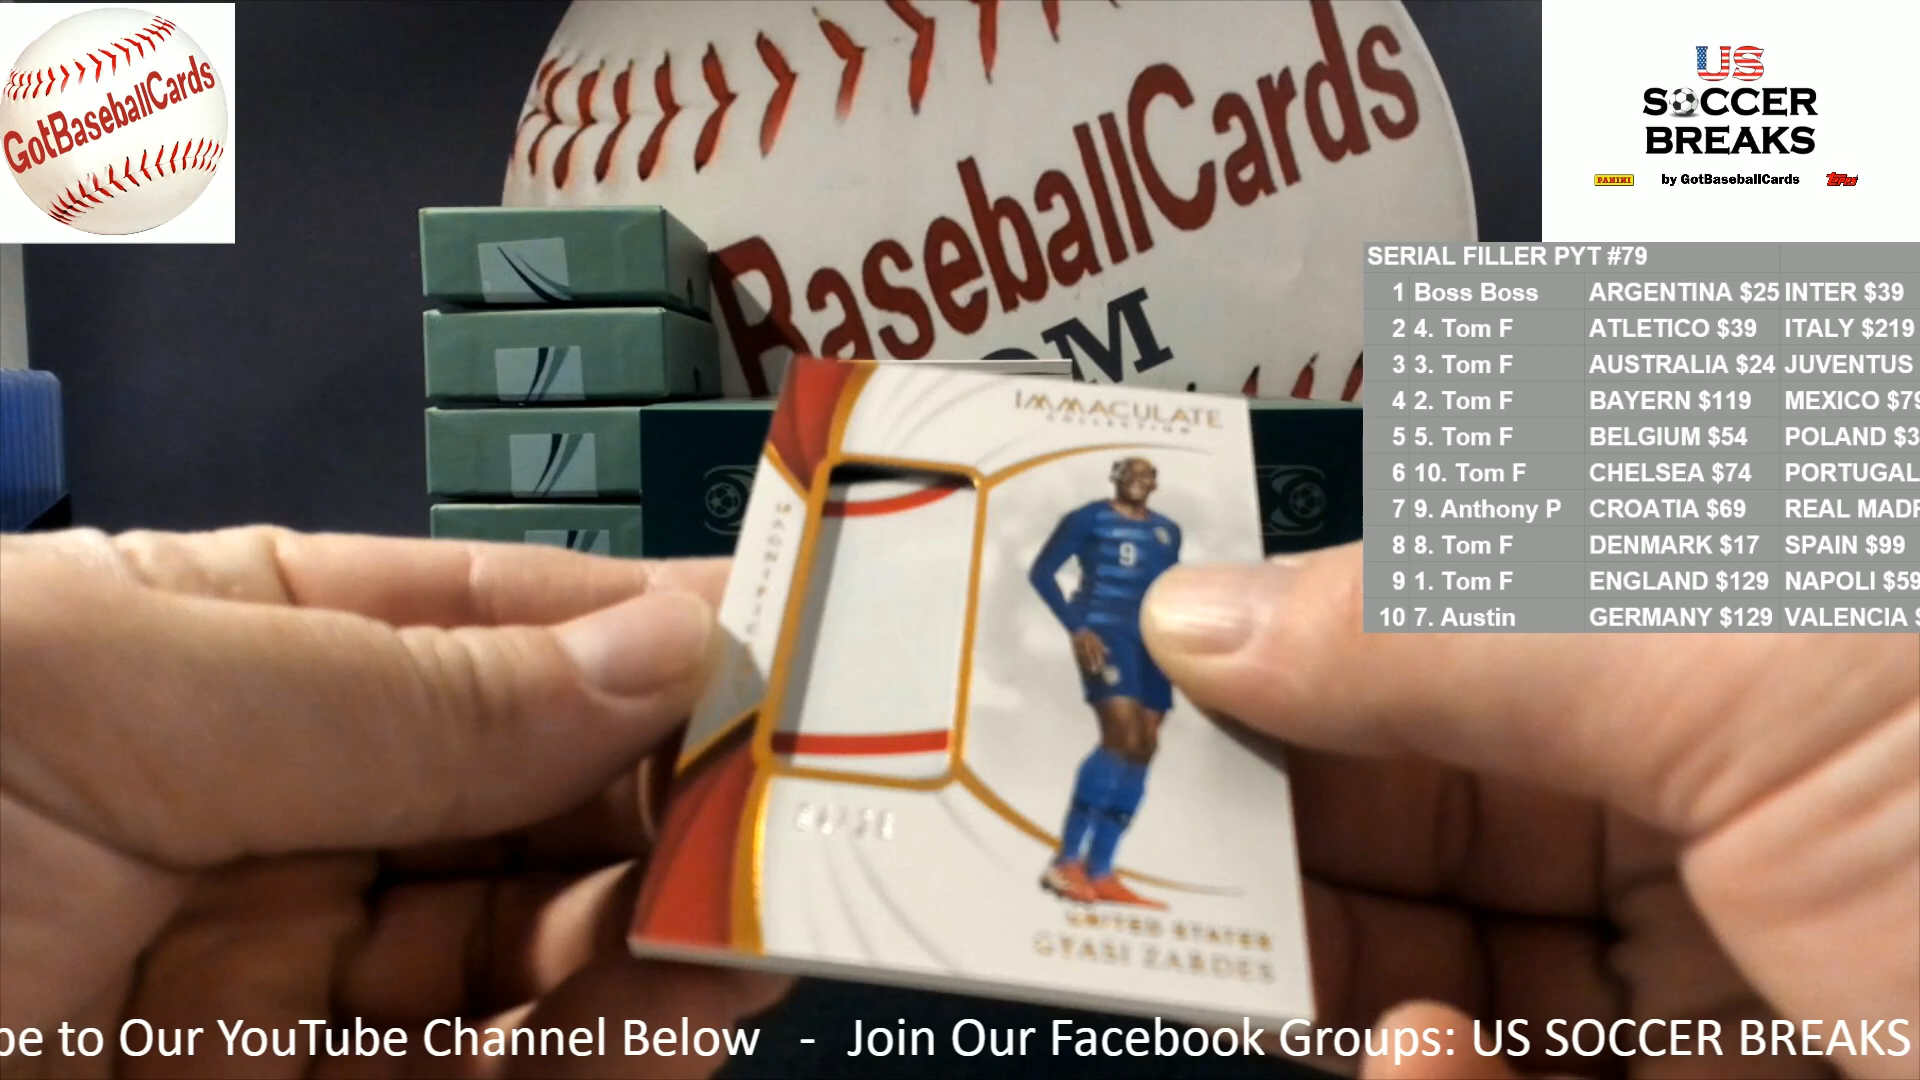 GotBaseballCards
BaseballCards
OM
US
SOCCER
BREAKS
PANINI by GotBaseballCards Topps
SERIAL FILLER PYT #79
1 Boss Boss ARGENTINA $25 INTER $39
2 4. Tom F ATLETICO $39 ITALY $219
3 3. Tom F AUSTRALIA $24 JUVENTUS
4 2. Tom F BAYERN $119 MEXICO $79
5 5. Tom F BELGIUM $54 POLAND $3
6 10. Tom F CHELSEA $74 PORTUGAL
7 9. Anthony P CROATIA $69 REAL MADR
8 8. Tom F DENMARK $17 SPAIN $99
9 1. Tom F ENGLAND $129 NAPOLI $59
10 7. Austin GERMANY $129 VALENCIA $
IMMACULATE
COLLECTION
9
UNITED STATES
GYASI ZARDES
be to Our YouTube Channel Below - Join Our Facebook Groups: US SOCCER BREAKS